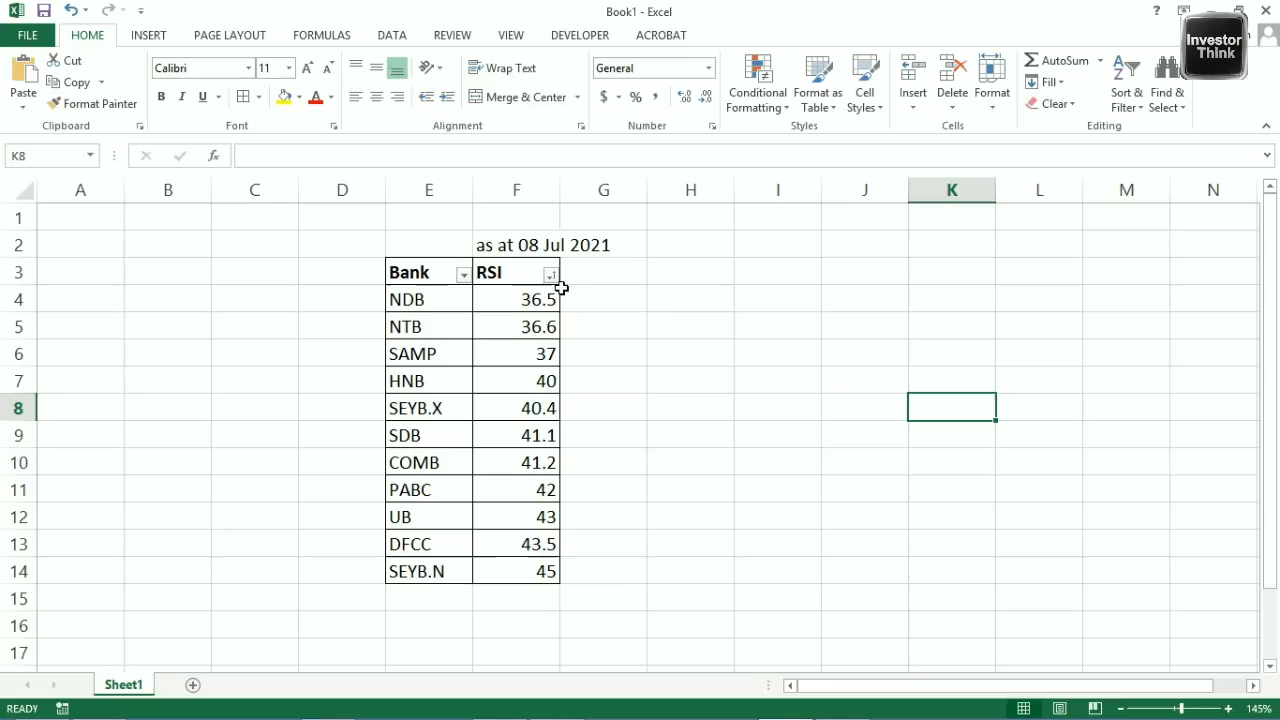 Book1 - Excel
?
Investor
Think
FILE HOME INSERT PAGE LAYOUT FORMULAS DATA REVIEW VIEW DEVELOPER ACROBAT
Paste
Cut
Copy
Format Painter
Clipboard
Calibri 11
B I U A
Font
Wrap Text
Merge & Center
Alignment
General
$ % ,
Number
Conditional
Formatting
Format as
Table
Cell
Styles
Styles
Insert Delete Format
Cells
AutoSum
Fill
Clear
Sort &
Filter
Find &
Select
Editing
K8 fx
A B C D E F G H I J K L M N
1
2 as at 08 Jul 2021
3 Bank RSI
4 NDB 36.5
5 NTB 36.6
6 SAMP 37
7 HNB 40
8 SEYB.X 40.4
9 SDB 41.1
10 COMB 41.2
11 PABC 42
12 UB 43
13 DFCC 43.5
14 SEYB.N 45
15
16
17
Sheet1
READY
145%